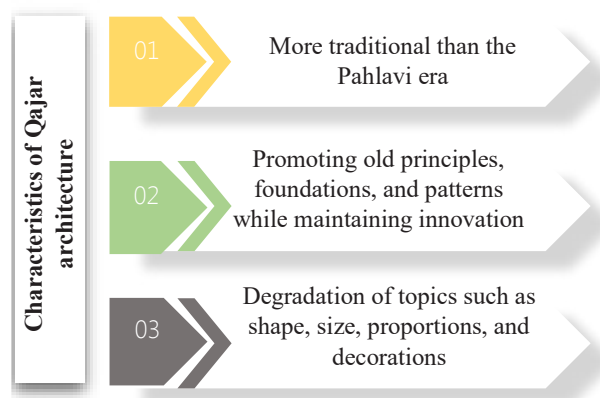 Characteristics of Qajar
architecture
01
More traditional than the
Pahlavi era
02
Promoting old principles,
foundations, and patterns
while maintaining innovation
03
Degradation of topics such as
shape, size, proportions, and
decorations